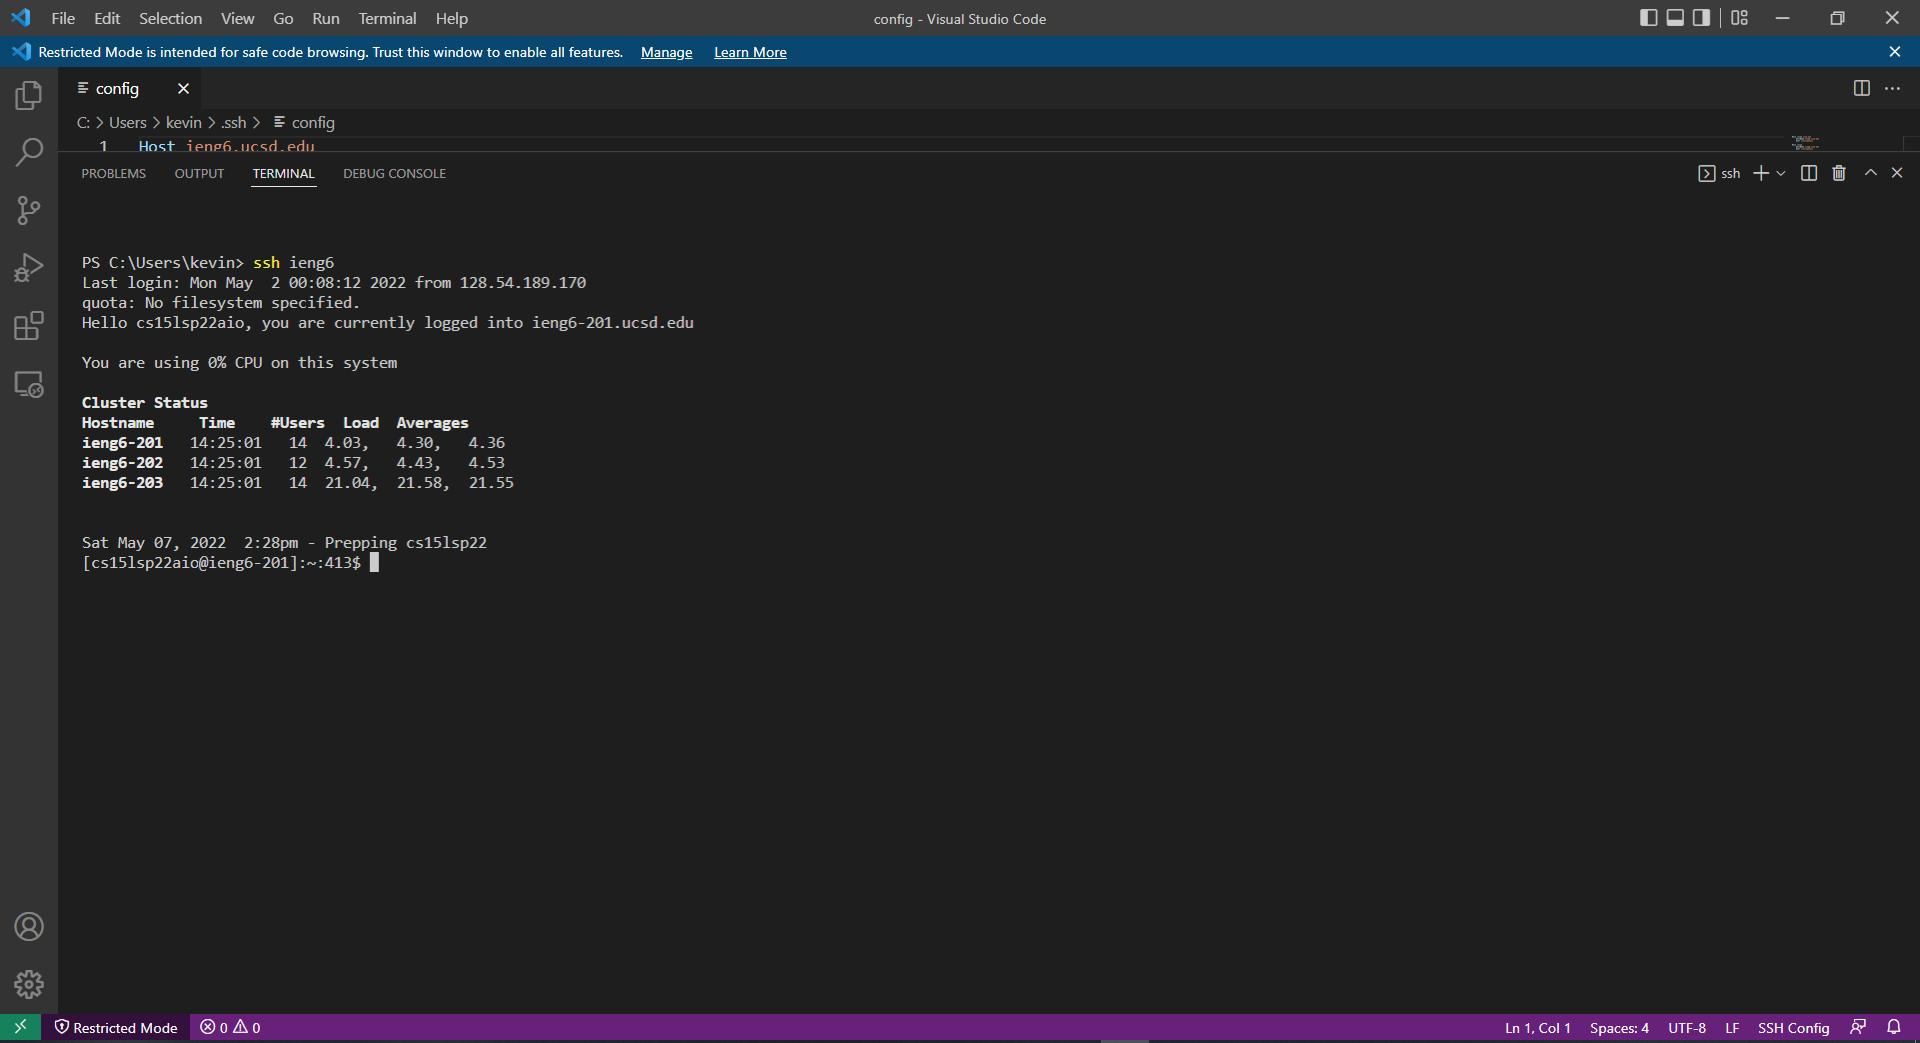 File Edit Selection View Go Run Terminal Help config - Visual Studio Code
Restricted Mode is intended for safe code browsing. Trust this window to enable all features. Manage Learn More
config
C: > Users > kevin > .ssh > config
1 Host ieng6.ucsd.edu
PROBLEMS OUTPUT TERMINAL DEBUG CONSOLE ssh
PS C:\Users\kevin> ssh ieng6
Last login: Mon May  2 00:08:12 2022 from 128.54.189.170
quota: No filesystem specified.
Hello cs15lsp22aio, you are currently logged into ieng6-201.ucsd.edu
You are using 0% CPU on this system
Cluster Status
Hostname     Time    #Users  Load  Averages
ieng6-201   14:25:01   14  4.03,   4.30,   4.36
ieng6-202   14:25:01   12  4.57,   4.43,   4.53
ieng6-203   14:25:01   14  21.04,  21.58,  21.55
Sat May 07, 2022  2:28pm - Prepping cs15lsp22
[cs15lsp22aio@ieng6-201]:~:413$
Restricted Mode 0 0 Ln 1, Col 1 Spaces: 4 UTF-8 LF SSH Config